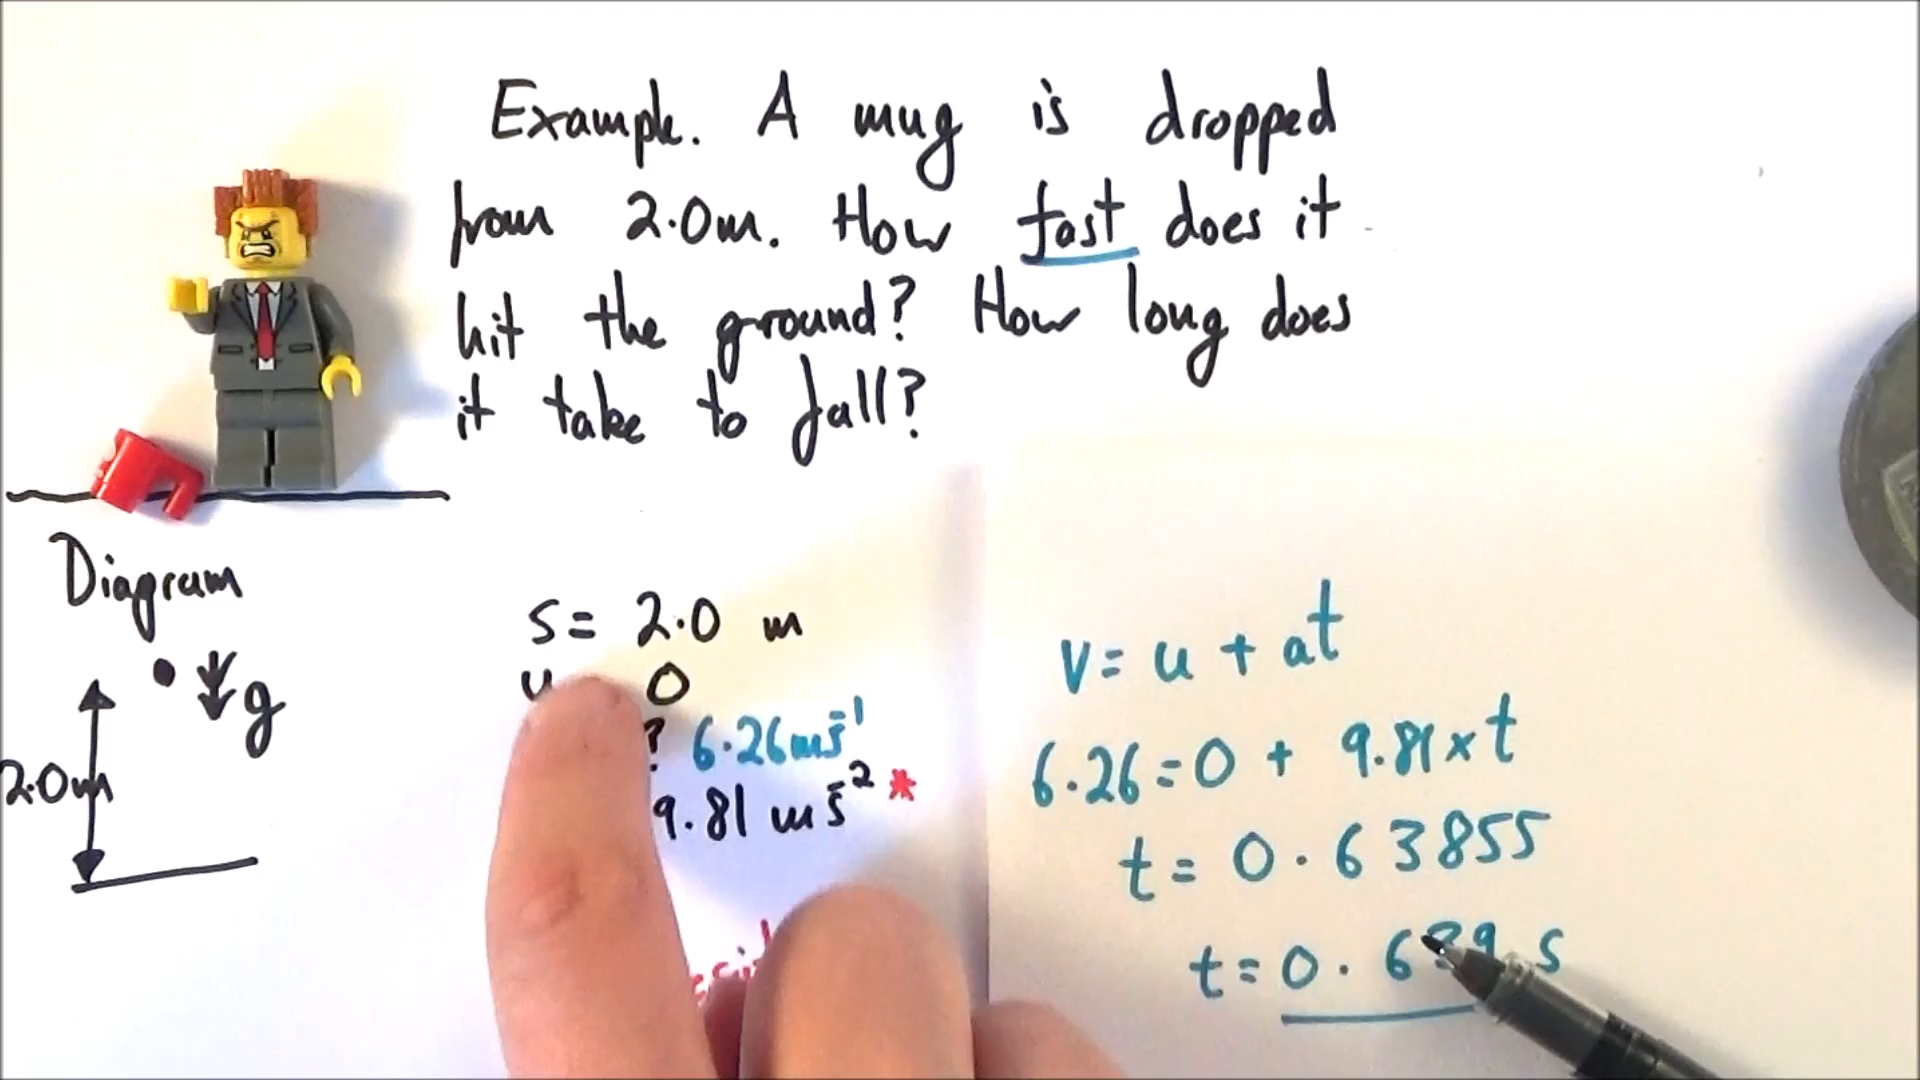 Example. A mug is dropped
from 2.0m. How fast does it
hit the ground? How long does
it take to fall?
Diagram
g
2.0m
s = 2.0 m
u 0
? 6.26ms⁻¹
9.81 ms⁻² *
v = u + at
6.26 = 0 + 9.81 × t
t = 0.63855
t = 0.639 s